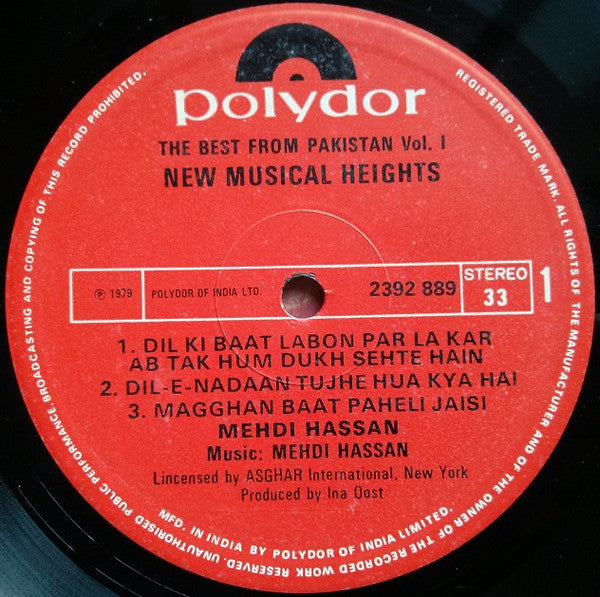 polydor
THE BEST FROM PAKISTAN Vol. I
NEW MUSICAL HEIGHTS
℗ 1979
POLYDOR OF INDIA LTD.
2392 889
STEREO
33
1
1. DIL KI BAAT LABON PAR LA KAR
AB TAK HUM DUKH SEHTE HAIN
2. DIL-E-NADAAN TUJHE HUA KYA HAI
3. MAGGHAN BAAT PAHELI JAISI
MEHDI HASSAN
Music: MEHDI HASSAN
Lincensed by ASGHAR International, New York
Produced by Ina Oost
MFD. IN INDIA BY POLYDOR OF INDIA LIMITED.
REGISTERED TRADE MARK. ALL RIGHTS OF THE MANUFACTURER AND OF THE OWNER OF THE RECORDED WORK RESERVED. UNAUTHORISED PUBLIC PERFORMANCE, BROADCASTING AND COPYING OF THIS RECORD PROHIBITED.